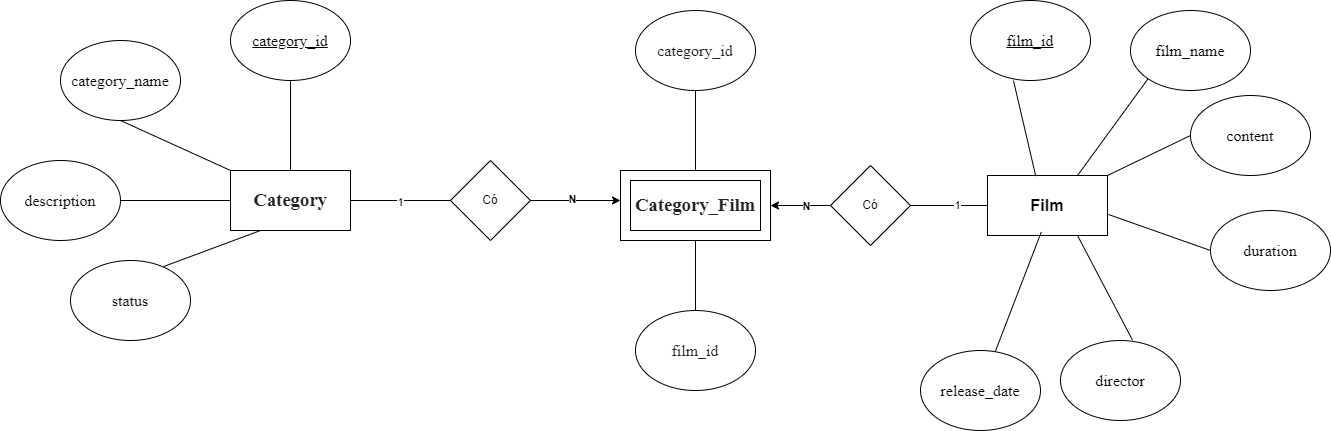 category_id
category_name
description
status
Category
1
Có
N
category_id
Category_Film
film_id
N
Có
1
Film
film_id
film_name
content
duration
director
release_date